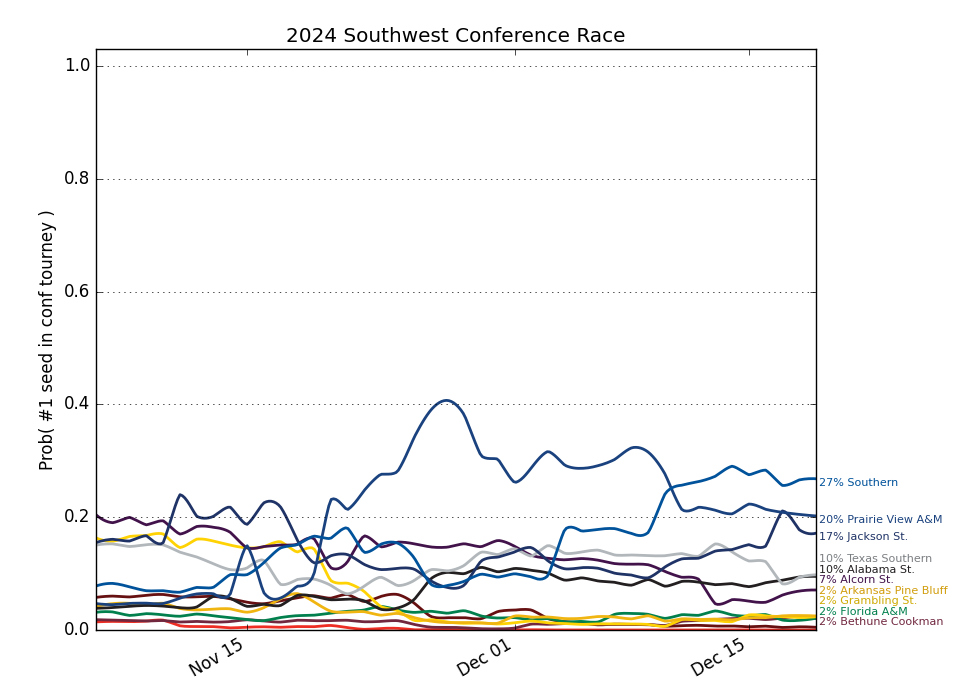 2024 Southwest Conference Race
Prob( #1 seed in conf tourney )
1.0
0.8
0.6
0.4
0.2
0.0
Nov 15
Dec 01
Dec 15
27% Southern
20% Prairie View A&M
17% Jackson St.
10% Texas Southern
10% Alabama St.
7% Alcorn St.
2% Arkansas Pine Bluff
2% Grambling St.
2% Florida A&M
2% Bethune Cookman